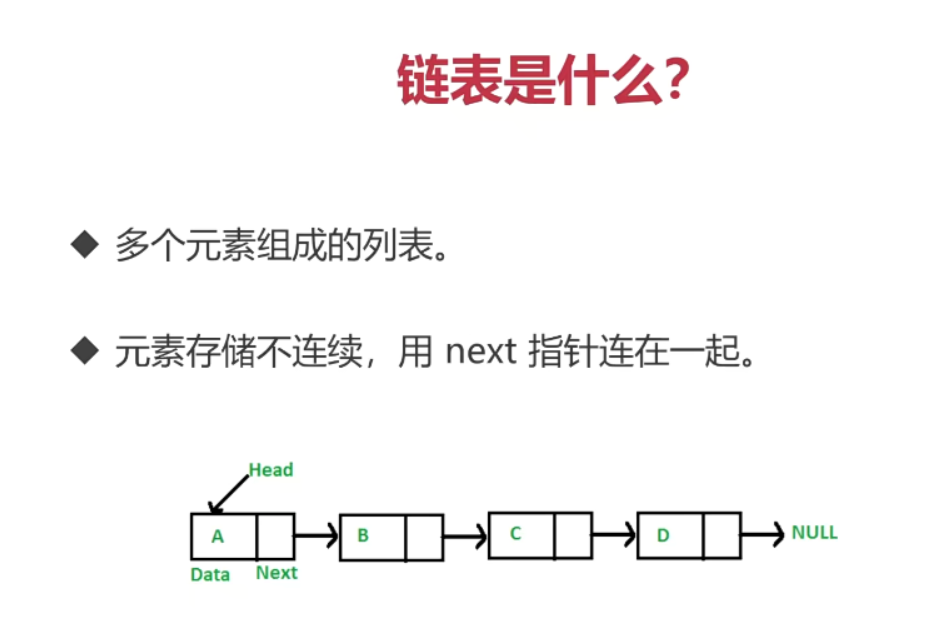 链表是什么?
◆ 多个元素组成的列表。
◆ 元素存储不连续，用 next 指针连在一起。
Head
A B C D NULL
Data Next